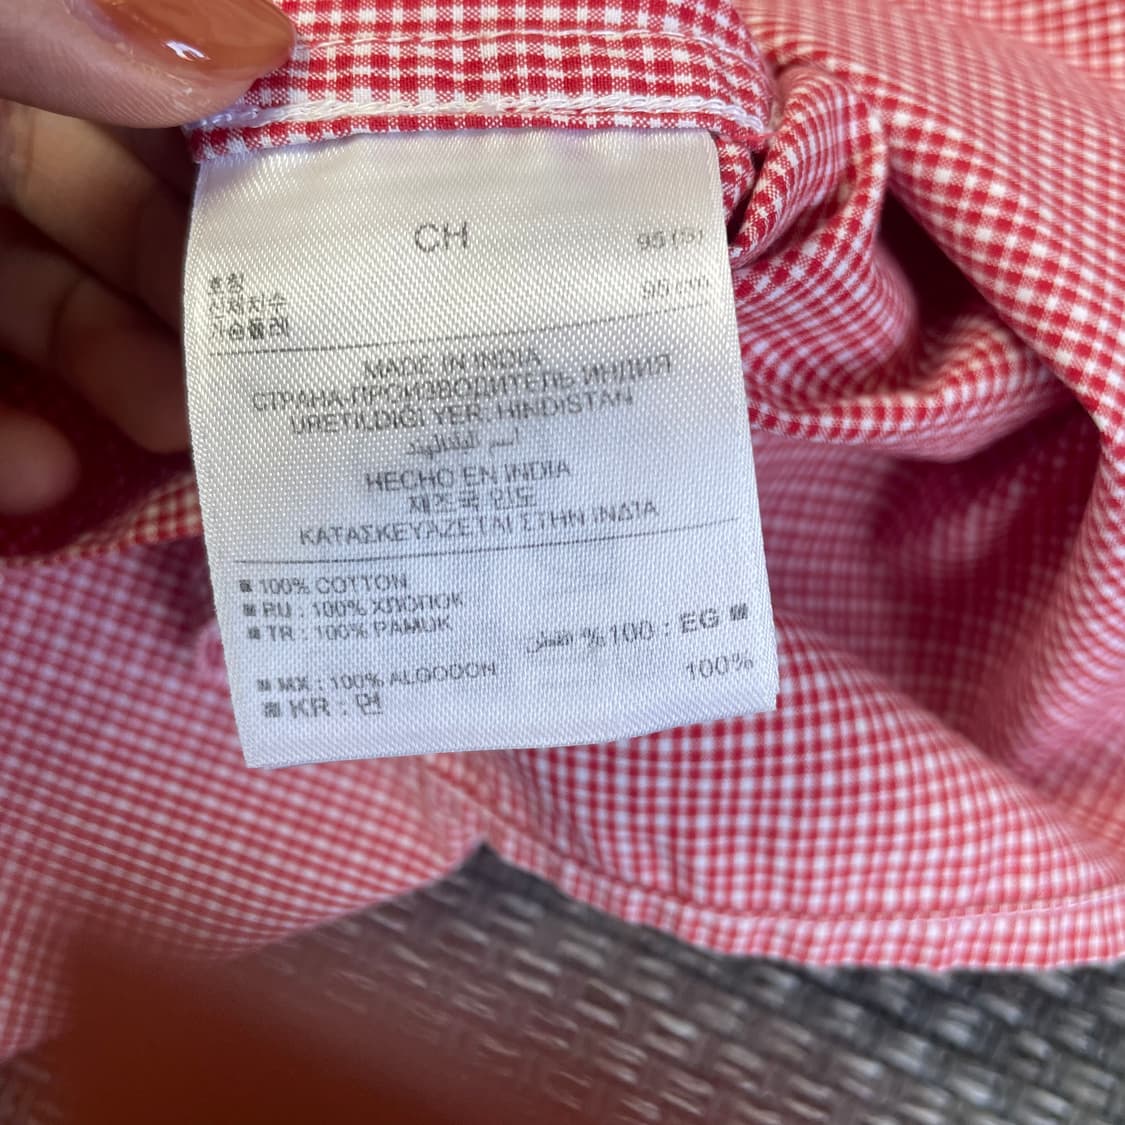 CH
95 (S)
호칭
신체치수 95 cm
가슴둘레
MADE IN INDIA
СТРАНА-ПРОИЗВОДИТЕЛЬ ИНДИЯ
URETILDIGI YER: HINDISTAN
HECHO EN INDIA
제조국 인도
ΚΑΤΑΣΚΕΥΑΖΕΤΑΙ ΣΤΗΝ ΙΝΔΙΑ
100% COTTON
RU : 100% ХЛОПОК
TR : 100% PAMUK
EG : 100%
MX : 100% ALGODON
KR : 면 100%